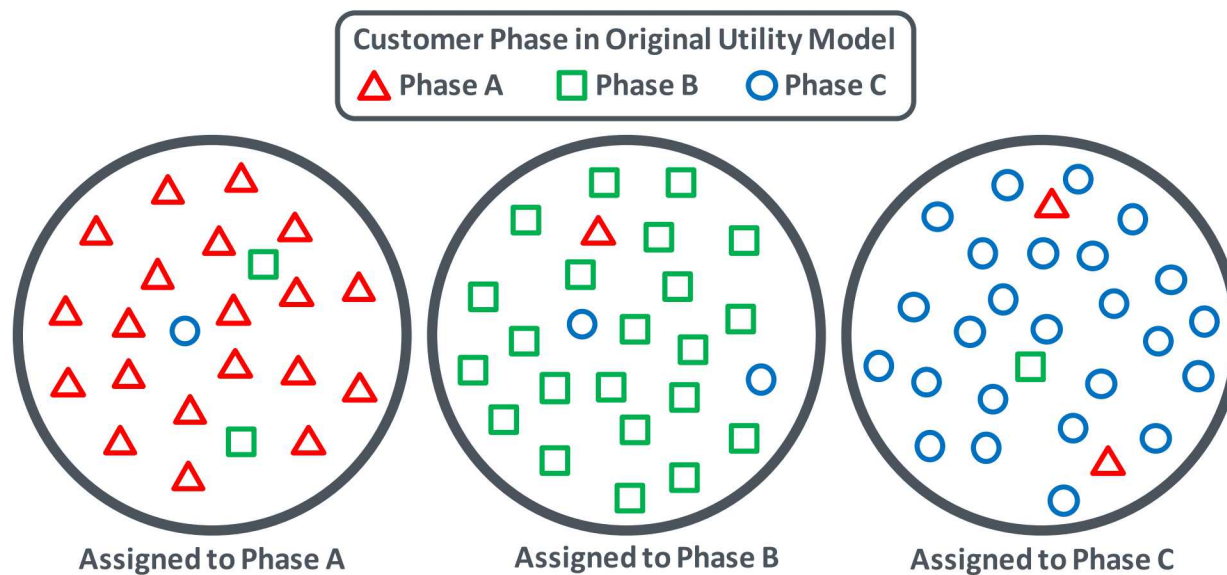 Customer Phase in Original Utility Model
Phase A Phase B Phase C
Assigned to Phase A Assigned to Phase B Assigned to Phase C